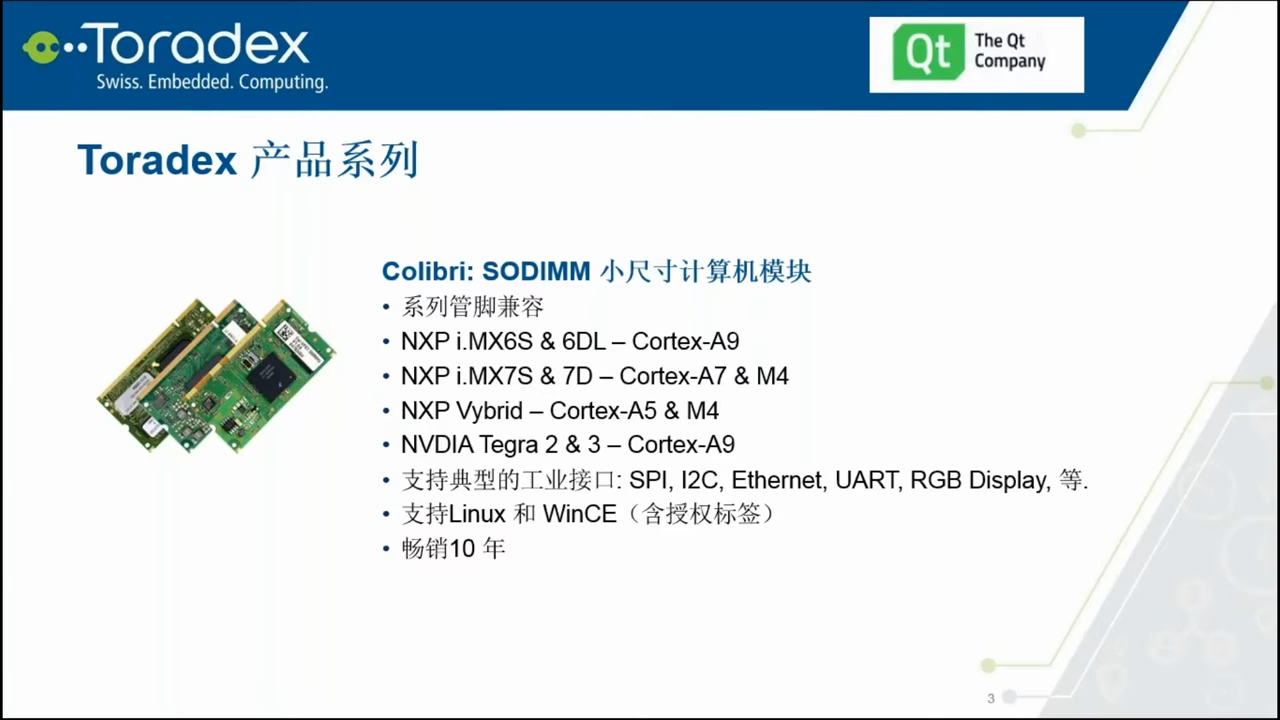 Toradex
Swiss. Embedded. Computing.
Qt The Qt
Company
Toradex 产品系列
Colibri: SODIMM 小尺寸计算机模块
• 系列管脚兼容
• NXP i.MX6S & 6DL – Cortex-A9
• NXP i.MX7S & 7D – Cortex-A7 & M4
• NXP Vybrid – Cortex-A5 & M4
• NVDIA Tegra 2 & 3 – Cortex-A9
• 支持典型的工业接口: SPI, I2C, Ethernet, UART, RGB Display, 等.
• 支持Linux 和 WinCE（含授权标签）
• 畅销10 年
3